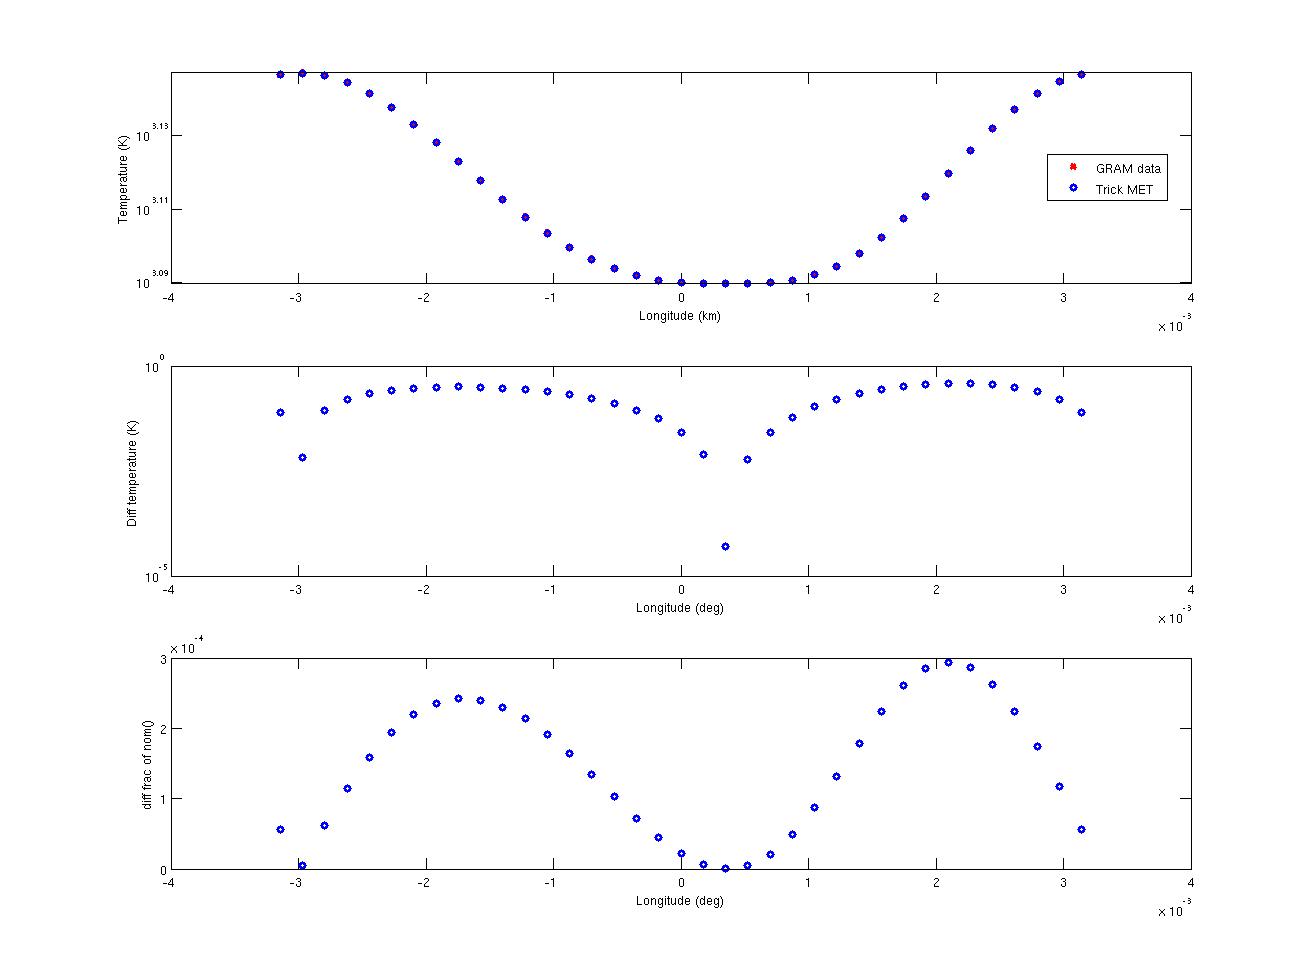 10^3.13
10^3.11
10^3.09
Temperature (K)
GRAM data
Trick MET
-4 -3 -2 -1 0 1 2 3 4
Longitude (km)
× 10^-3
10^0
10^-5
Diff temperature (K)
-4 -3 -2 -1 0 1 2 3 4
Longitude (deg)
× 10^-3
× 10^-4
3
2
1
0
diff frac of nom()
-4 -3 -2 -1 0 1 2 3 4
Longitude (deg)
× 10^-3